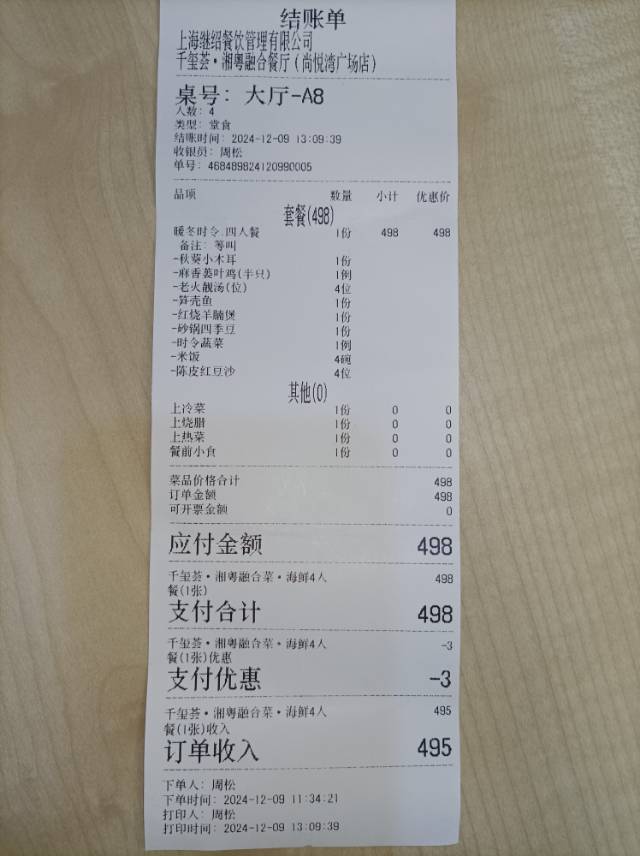 结账单
上海继绍餐饮管理有限公司
千玺荟·湘粤融合餐厅(尚悦湾广场店)
桌号: 大厅-A8
人数: 4
类型: 堂食
结账时间: 2024-12-09 13:09:39
收银员: 周松
单号: 468489824120990005
品项 数量 小计 优惠价
套餐(498)
暖冬时令.四人餐 1份 498 498
备注: 等叫
-秋葵小木耳 1份
-麻香蒌叶鸡(半只) 1例
-老火靓汤(位) 4位
-笋壳鱼 1份
-红烧羊腩煲 1份
-砂锅四季豆 1份
-时令蔬菜 1例
-米饭 4碗
-陈皮红豆沙 4位
其他(0)
上冷菜 1份 0 0
上烧腊 1份 0 0
上热菜 1份 0 0
餐前小食 1份 0 0
菜品价格合计 498
订单金额 498
可开票金额 0
应付金额 498
千玺荟·湘粤融合菜·海鲜4人 498
餐(1张)
支付合计 498
千玺荟·湘粤融合菜·海鲜4人 -3
餐(1张)优惠
支付优惠 -3
千玺荟·湘粤融合菜·海鲜4人 495
餐(1张)收入
订单收入 495
下单人: 周松
下单时间: 2024-12-09 11:34:21
打印人: 周松
打印时间: 2024-12-09 13:09:39